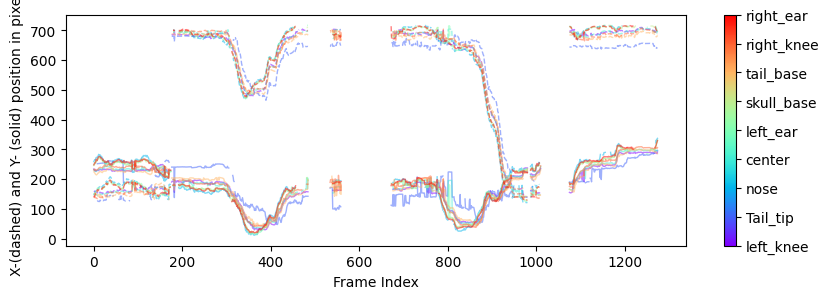 X-(dashed) and Y- (solid) position in pixe
700
600
500
400
300
200
100
0
0
200
400
600
800
1000
1200
Frame Index
right_ear
right_knee
tail_base
skull_base
left_ear
center
nose
Tail_tip
left_knee